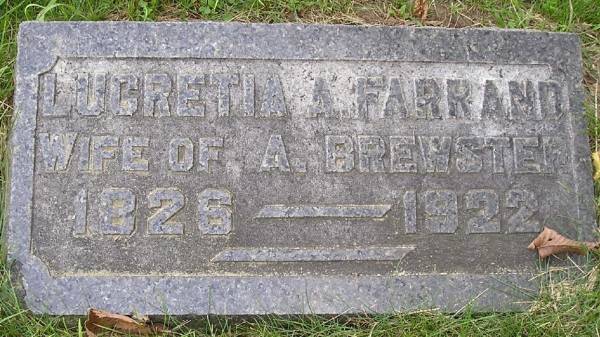 LUCRETIA A. FARRAND
WIFE OF A. BREWSTER
1826 — 1922